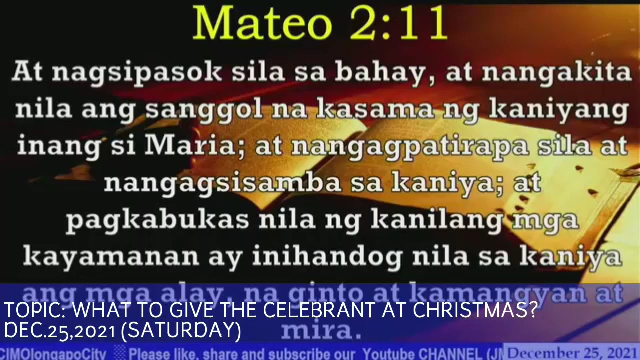 Mateo 2:11
At nagsipasok sila sa bahay, at nangakita
nila ang sanggol na kasama ng kaniyang
inang si Maria; at nangagpatirapa sila at
nangagsisamba sa kaniya; at
pagkabukas nila ng kanilang mga
kayamanan ay inihandog nila sa kaniya
ang mga alay, na ginto at kamangyan at
mira.
TOPIC: WHAT TO GIVE THE CELEBRANT AT CHRISTMAS?
DEC.25,2021 (SATURDAY)
CIMOlongapoCity Please like, share and subscribe our Youtube CHANNEL (JM
December 25, 2021